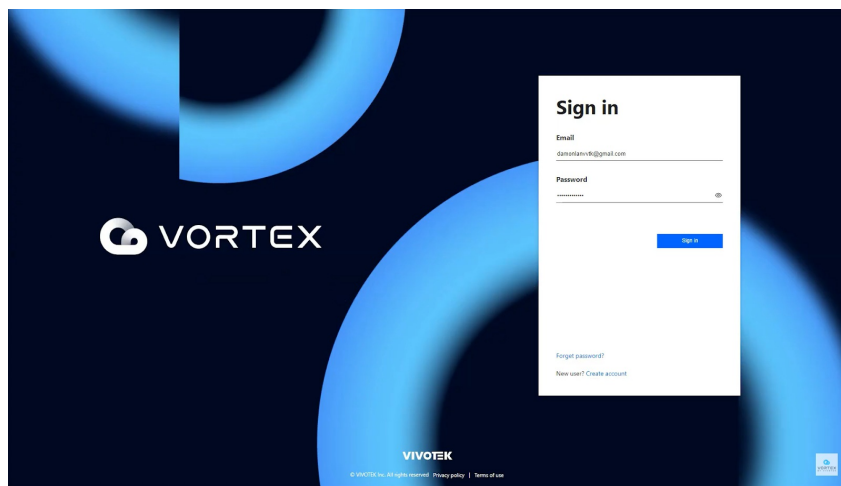 Sign in
Email
damonlanvvtk@gmail.com
Password
VORTEX
Sign in
Forget password?
New user? Create account
VIVOTEK
© VIVOTEK Inc. All rights reserved Privacy policy | Terms of use
VORTEX